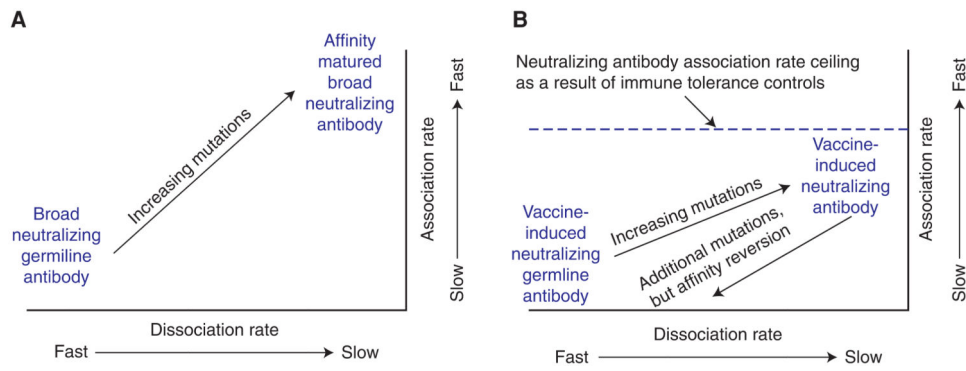 A
Affinity
matured
broad
neutralizing
antibody
Increasing mutations
Broad
neutralizing
germiline
antibody
Association rate
Slow
Fast
Dissociation rate
Fast
Slow
B
Neutralizing antibody association rate ceiling
as a result of immune tolerance controls
Vaccine-
induced
neutralizing
antibody
Increasing mutations
Additional mutations,
but affinity reversion
Vaccine-
induced
neutralizing
germline
antibody
Association rate
Slow
Fast
Dissociation rate
Fast
Slow